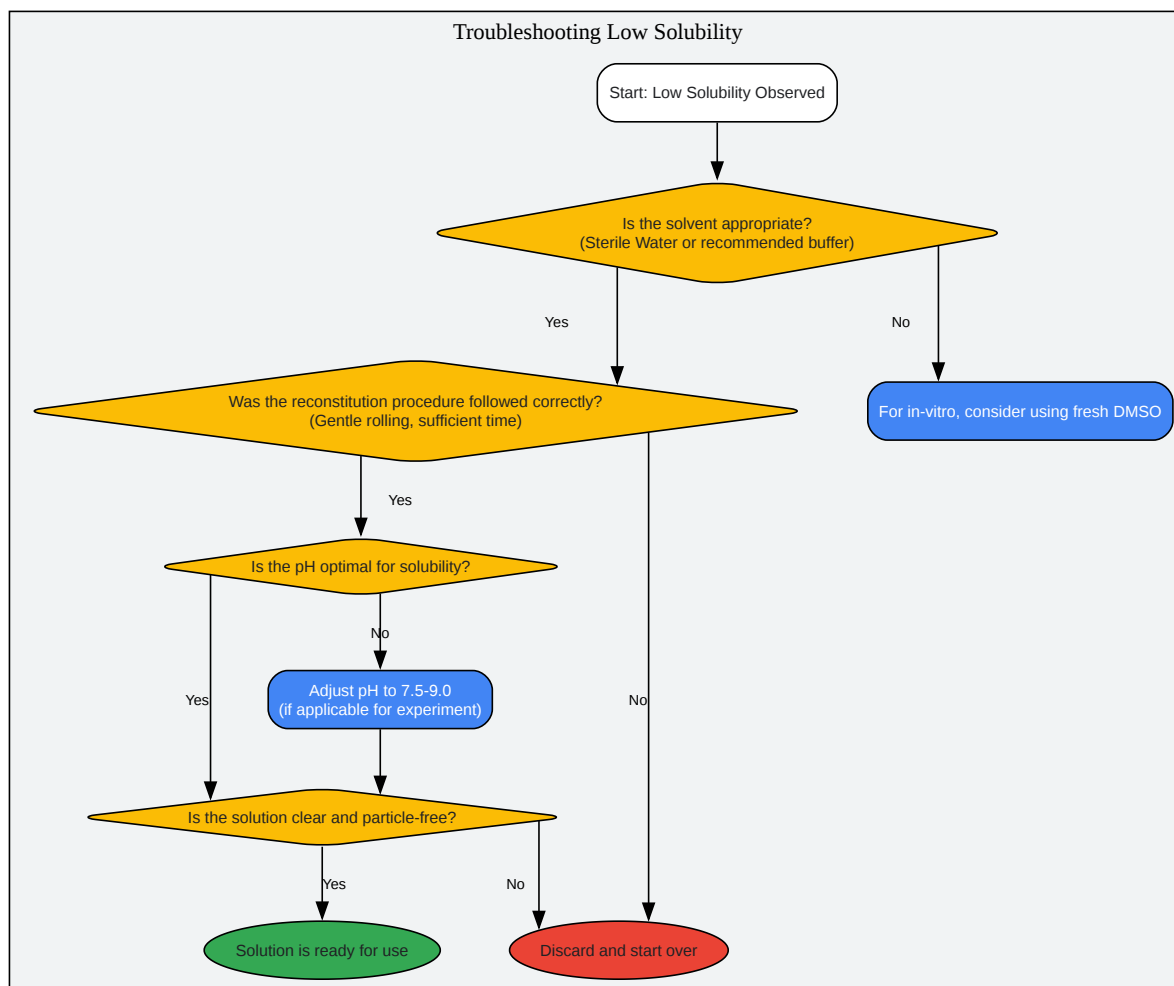 Troubleshooting Low Solubility
Start: Low Solubility Observed
Is the solvent appropriate?
(Sterile Water or recommended buffer)
Yes
No
Was the reconstitution procedure followed correctly?
(Gentle rolling, sufficient time)
For in-vitro, consider using fresh DMSO
Yes
Is the pH optimal for solubility?
No
Yes
Adjust pH to 7.5-9.0
(if applicable for experiment)
No
Is the solution clear and particle-free?
Yes
No
Solution is ready for use
Discard and start over